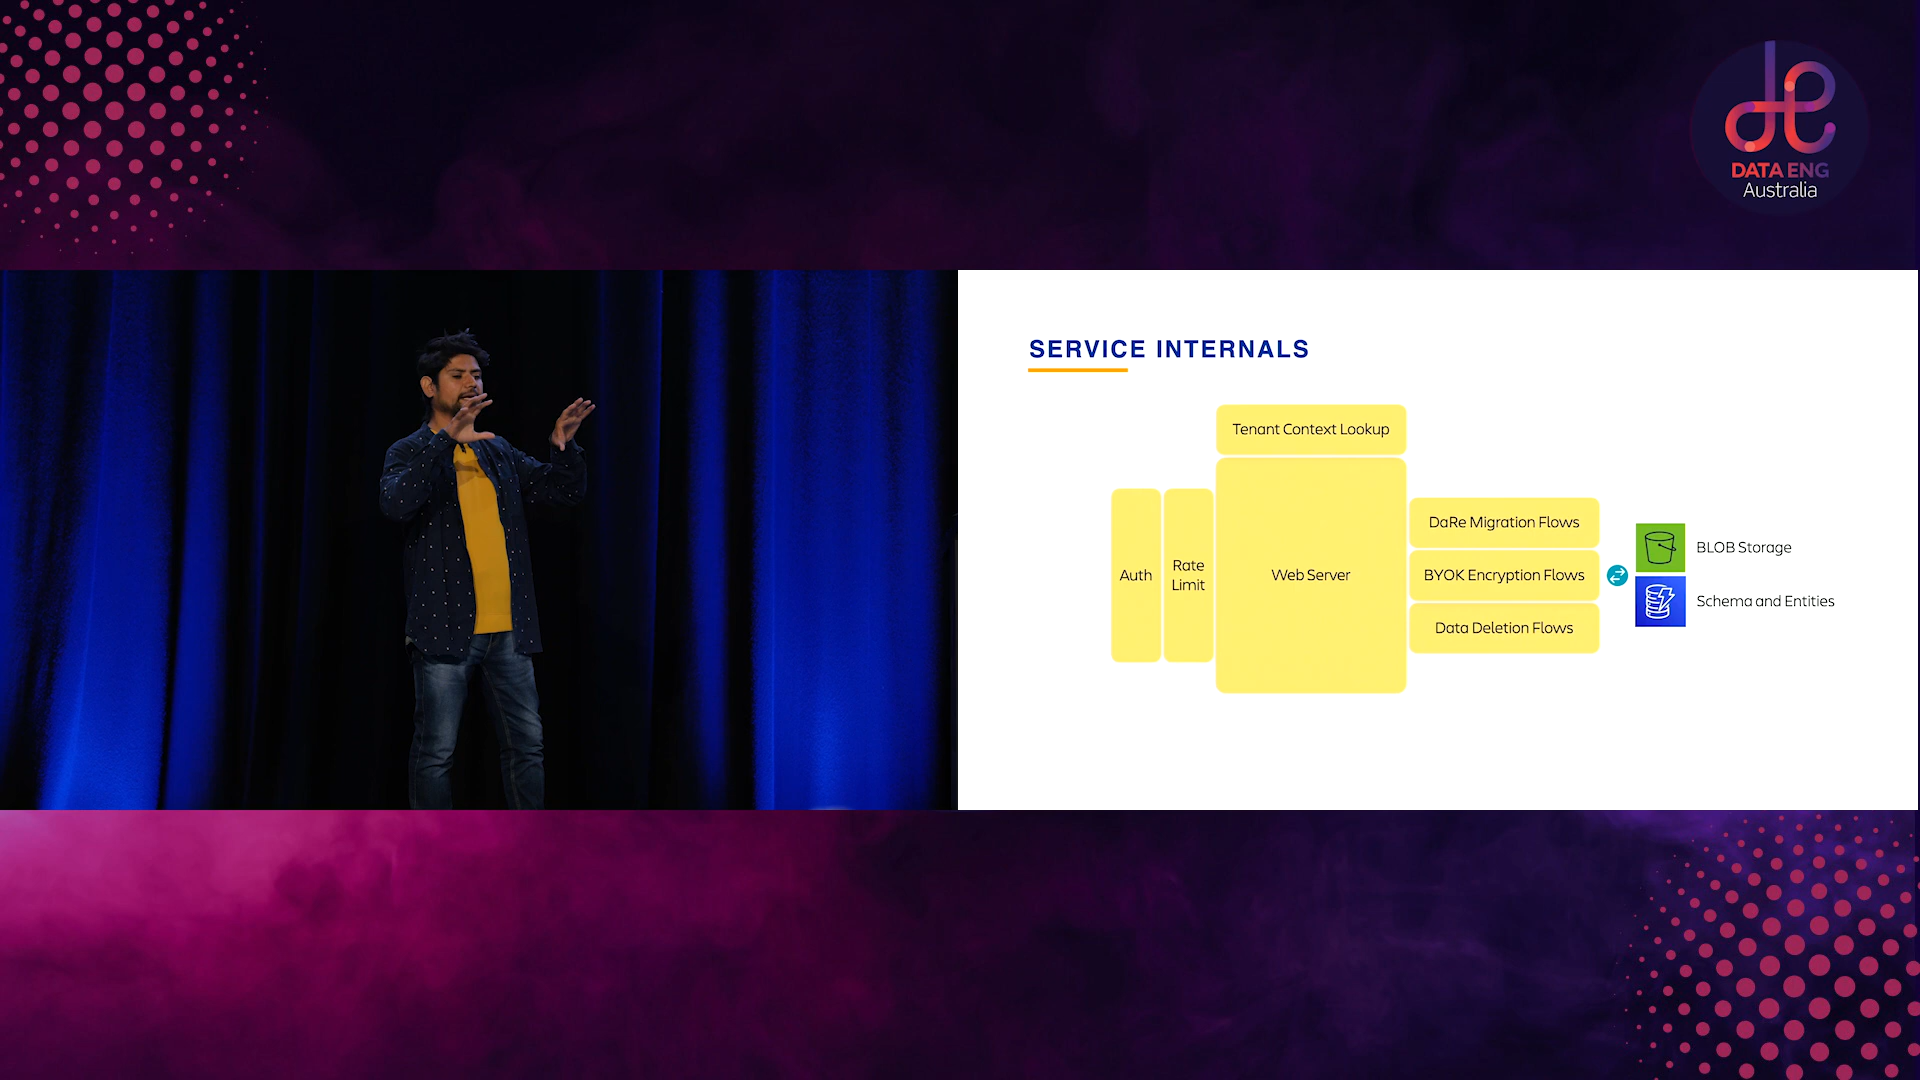 DATA ENG
Australia
SERVICE INTERNALS
Tenant Context Lookup
Auth
Rate
Limit
Web Server
DaRe Migration Flows
BYOK Encryption Flows
Data Deletion Flows
BLOB Storage
Schema and Entities